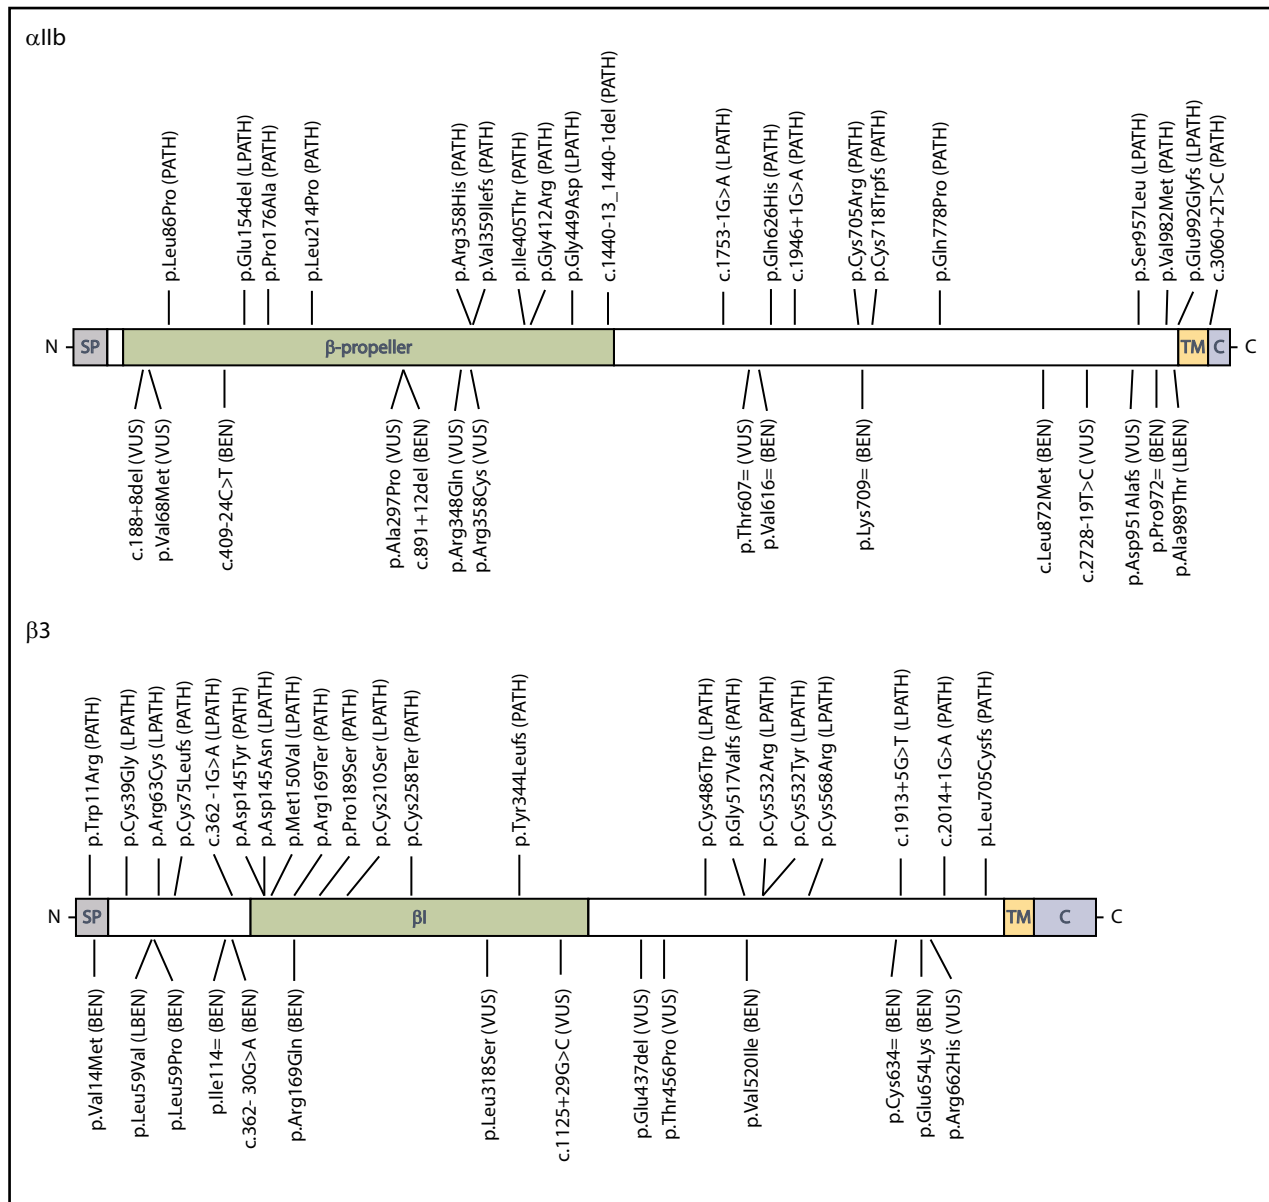 αIIb
p.Leu86Pro (PATH)
p.Glu154del (LPATH)
p.Pro176Ala (PATH)
p.Leu214Pro (PATH)
p.Arg358His (PATH)
p.Val359Ilefs (PATH)
p.Ile405Thr (PATH)
p.Gly412Arg (PATH)
p.Gly449Asp (LPATH)
c.1440-13_1440-1del (PATH)
c.1753-1G>A (LPATH)
p.Gln626His (PATH)
c.1946+1G>A (PATH)
p.Cys705Arg (PATH)
p.Cys718Trpfs (PATH)
p.Gln778Pro (PATH)
p.Ser957Leu (LPATH)
p.Val982Met (PATH)
p.Glu992Glyfs (LPATH)
c.3060+2T>C (PATH)
N SP β-propeller TM C C
c.188+8del (VUS)
p.Val68Met (VUS)
c.409-24C>T (BEN)
p.Ala297Pro (VUS)
c.891+12del (BEN)
p.Arg348Gln (VUS)
p.Arg358Cys (VUS)
p.Thr607= (VUS)
p.Val616= (BEN)
p.Lys709= (BEN)
c.Leu872Met (BEN)
c.2728-19T>C (VUS)
p.Asp951Alafs (VUS)
p.Pro972= (BEN)
p.Ala989Thr (LBEN)
β3
p.Trp11Arg (PATH)
p.Cys39Gly (LPATH)
p.Arg63Cys (LPATH)
p.Cys75Leufs (PATH)
c.362 -1G>A (LPATH)
p.Asp145Tyr (PATH)
p.Asp145Asn (LPATH)
p.Met150Val (LPATH)
p.Arg169Ter (PATH)
p.Pro189Ser (PATH)
p.Cys210Ser (LPATH)
p.Cys258Ter (PATH)
p.Tyr344Leufs (PATH)
p.Cys486Trp (LPATH)
p.Gly517Valfs (PATH)
p.Cys532Arg (LPATH)
p.Cys532Tyr (LPATH)
p.Cys568Arg (LPATH)
c.1913+5G>T (LPATH)
c.2014+1G>A (PATH)
p.Leu705Cysfs (PATH)
N SP βI TM C C
p.Val14Met (BEN)
p.Leu59Val (LBEN)
p.Leu59Pro (BEN)
p.Ile114= (BEN)
c.362- 30G>A (BEN)
p.Arg169Gln (BEN)
p.Leu318Ser (VUS)
c.1125+29G>C (VUS)
p.Glu437del (VUS)
p.Thr456Pro (VUS)
p.Val520Ile (BEN)
p.Cys634= (BEN)
p.Glu654Lys (BEN)
p.Arg662His (VUS)